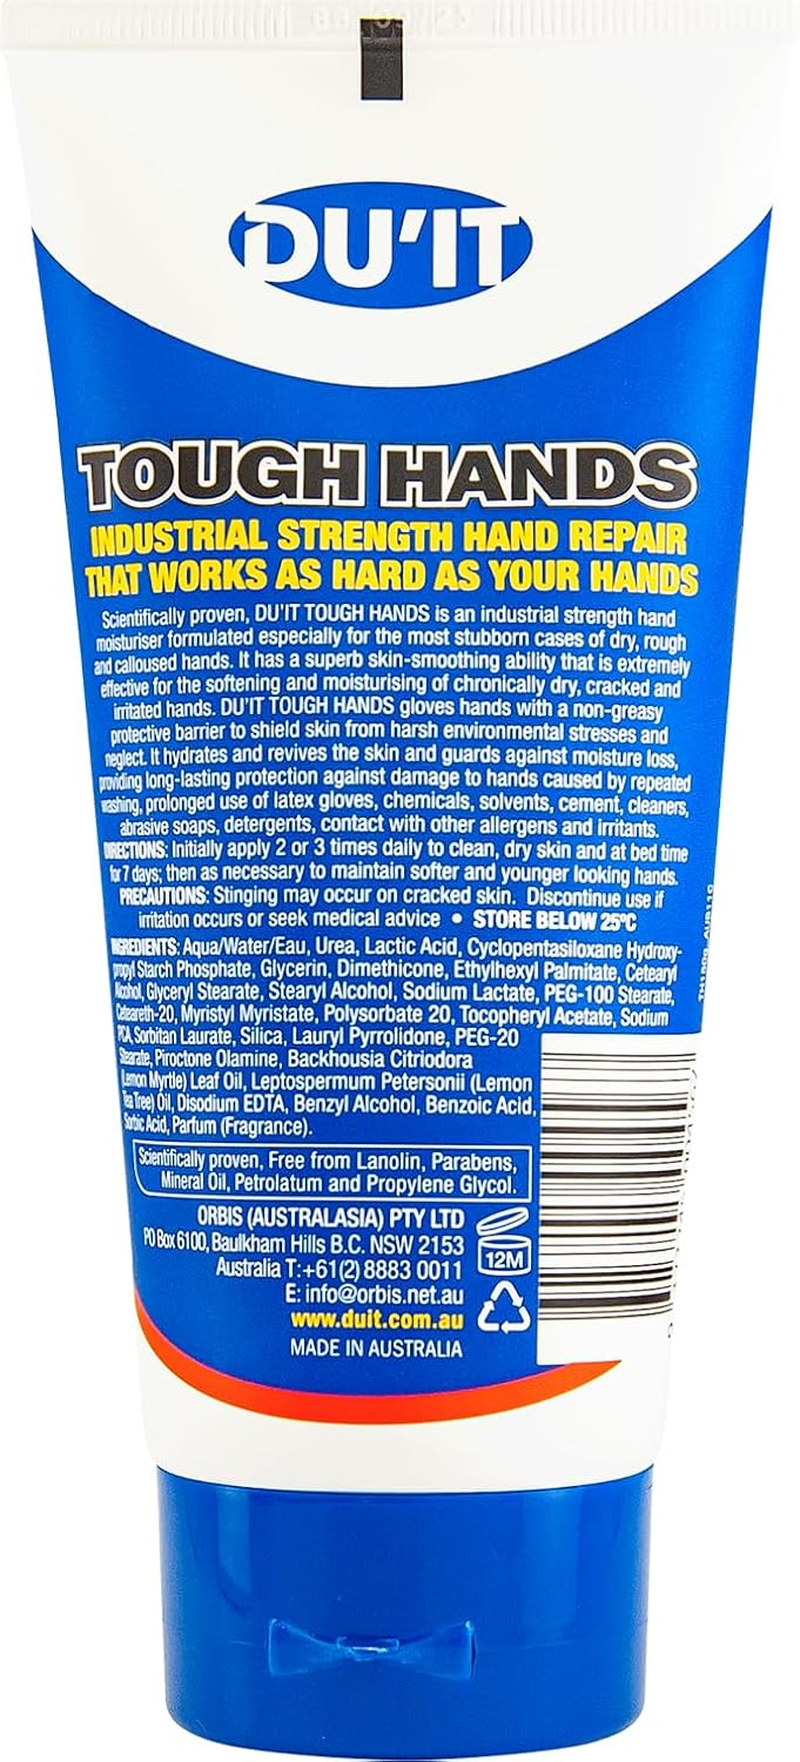 DU'IT
TOUGH HANDS
INDUSTRIAL STRENGTH HAND REPAIR
THAT WORKS AS HARD AS YOUR HANDS
Scientifically proven, DU'IT TOUGH HANDS is an industrial strength hand
moisturiser formulated especially for the most stubborn cases of dry, rough
and calloused hands. It has a superb skin-smoothing ability that is extremely
effective for the softening and moisturising of chronically dry, cracked and
irritated hands. DU'IT TOUGH HANDS gloves hands with a non-greasy
protective barrier to shield skin from harsh environmental stresses and
neglect. It hydrates and revives the skin and guards against moisture loss,
providing long-lasting protection against damage to hands caused by repeated
washing, prolonged use of latex gloves, chemicals, solvents, cement, cleaners,
abrasive soaps, detergents, contact with other allergens and irritants.
DIRECTIONS: Initially apply 2 or 3 times daily to clean, dry skin and at bed time
for 7 days; then as necessary to maintain softer and younger looking hands.
PRECAUTIONS: Stinging may occur on cracked skin. Discontinue use if
irritation occurs or seek medical advice • STORE BELOW 25°C
INGREDIENTS: Aqua/Water/Eau, Urea, Lactic Acid, Cyclopentasiloxane Hydroxy-
propyl Starch Phosphate, Glycerin, Dimethicone, Ethylhexyl Palmitate, Cetearyl
Alcohol, Glyceryl Stearate, Stearyl Alcohol, Sodium Lactate, PEG-100 Stearate,
Ceteareth-20, Myristyl Myristate, Polysorbate 20, Tocopheryl Acetate, Sodium
PCA, Sorbitan Laurate, Silica, Lauryl Pyrrolidone, PEG-20
Stearate, Piroctone Olamine, Backhousia Citriodora
(Lemon Myrtle) Leaf Oil, Leptospermum Petersonii (Lemon
Tea Tree) Oil, Disodium EDTA, Benzyl Alcohol, Benzoic Acid,
Sorbic Acid, Parfum (Fragrance).
Scientifically proven, Free from Lanolin, Parabens,
Mineral Oil, Petrolatum and Propylene Glycol.
ORBIS (AUSTRALASIA) PTY LTD
PO Box 6100, Baulkham Hills B.C. NSW 2153
Australia T:+61(2) 8883 0011
E: info@orbis.net.au
www.duit.com.au
MADE IN AUSTRALIA
12M